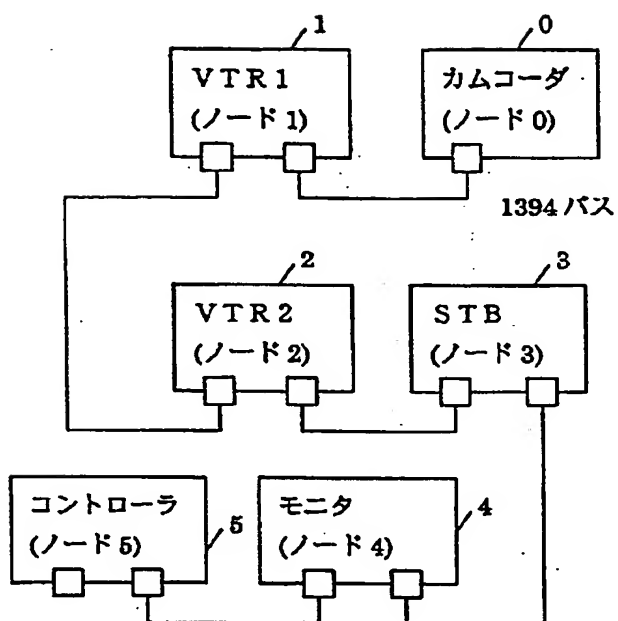 1
VTR1
(ノード1)
0
カムコーダ
(ノード0)
1394バス
2
VTR2
(ノード2)
3
STB
(ノード3)
コントローラ
(ノード5)
5
モニタ
(ノード4)
4